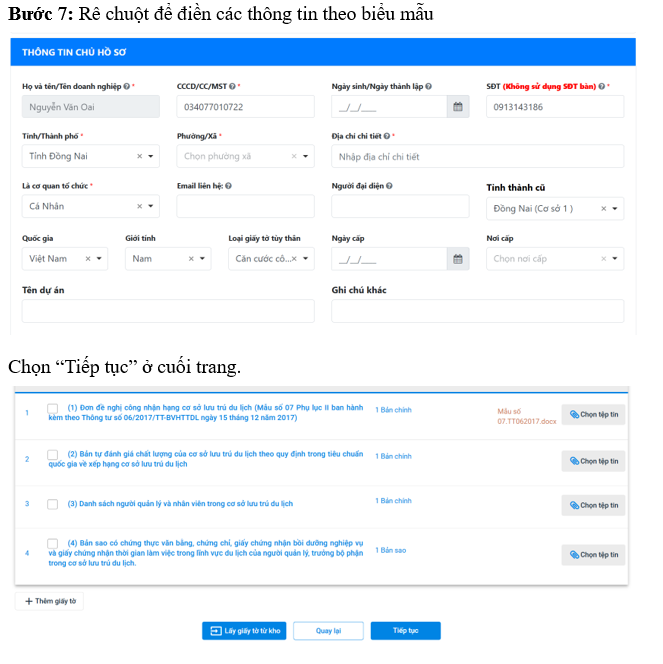 Bước 7: Rê chuột để điền các thông tin theo biểu mẫu
THÔNG TIN CHỦ HỒ SƠ
Họ và tên/Tên doanh nghiệp * CCCD/CC/MST * Ngày sinh/Ngày thành lập SĐT (Không sử dụng SĐT bàn) *
Nguyễn Văn Oai 034077010722 __/__/____ 0913143186
Tỉnh/Thành phố * Phường/Xã * Địa chỉ chi tiết *
Tỉnh Đồng Nai × Chọn phường xã × Nhập địa chỉ chi tiết
Là cơ quan tổ chức * Email liên hệ: Người đại diện Tỉnh thành cũ
Cá Nhân × Đồng Nai (Cơ sở 1 ) ×
Quốc gia Giới tính Loại giấy tờ tùy thân Ngày cấp Nơi cấp
Việt Nam × Nam × Căn cước cô...× __/__/____ Chọn nơi cấp ×
Tên dự án Ghi chú khác
Chọn “Tiếp tục” ở cuối trang.
1 (1) Đơn đề nghị công nhận hạng cơ sở lưu trú du lịch (Mẫu số 07 Phụ lục II ban hành 1 Bản chính Mẫu số Chọn tệp tin
kèm theo Thông tư số 06/2017/TT-BVHTTDL ngày 15 tháng 12 năm 2017) 07.TT062017.docx
2 (2) Bản tự đánh giá chất lượng của cơ sở lưu trú du lịch theo quy định trong tiêu chuẩn 1 Bản chính Chọn tệp tin
quốc gia về xếp hạng cơ sở lưu trú du lịch
3 (3) Danh sách người quản lý và nhân viên trong cơ sở lưu trú du lịch 1 Bản chính Chọn tệp tin
4 (4) Bản sao có chứng thực văn bằng, chứng chỉ, giấy chứng nhận bồi dưỡng nghiệp vụ 1 Bản sao Chọn tệp tin
và giấy chứng nhận thời gian làm việc trong lĩnh vực du lịch của người quản lý, trưởng bộ phận
trong cơ sở lưu trú du lịch.
+ Thêm giấy tờ
Lấy giấy tờ từ kho Quay lại Tiếp tục